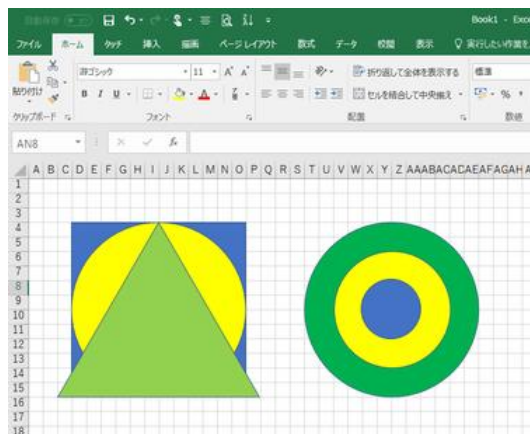 Book1 - Exce
ファイル ホーム タッチ 挿入 描画 ページ レイアウト 数式 データ 校閲 表示 実行したい作業を
貼り付け 游ゴシック 11 A A 折り返して全体を表示する 標準
B I U A セルを結合して中央揃え %
クリップボード フォント 配置 数値
AN8 fx
A B C D E F G H I J K L M N O P Q R S T U V W X Y Z AA AB AC AD AE AF AG AH A
1
2
3
4
5
6
7
8
9
10
11
12
13
14
15
16
17
18